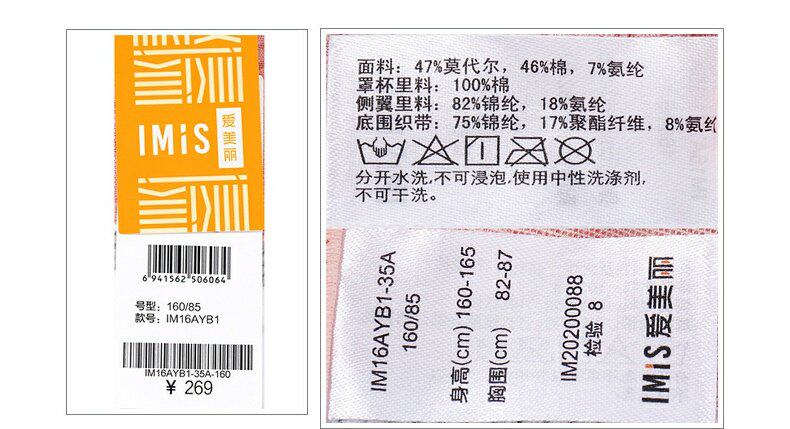 IMiS
爱美丽
6 941562 506064
号型：160/85
款号：IM16AYB1
IM16AYB1-35A-160
¥ 269
面料：47%莫代尔，46%棉，7%氨纶
罩杯里料：100%棉
侧翼里料：82%锦纶，18%氨纶
底围织带：75%锦纶，17%聚酯纤维，8%氨纶
分开水洗,不可浸泡,使用中性洗涤剂,
不可干洗。
IM16AYB1-35A
160/85
身高(cm) 160-165
胸围(cm) 82-87
IM20200088
检验 8
IMiS 爱美丽